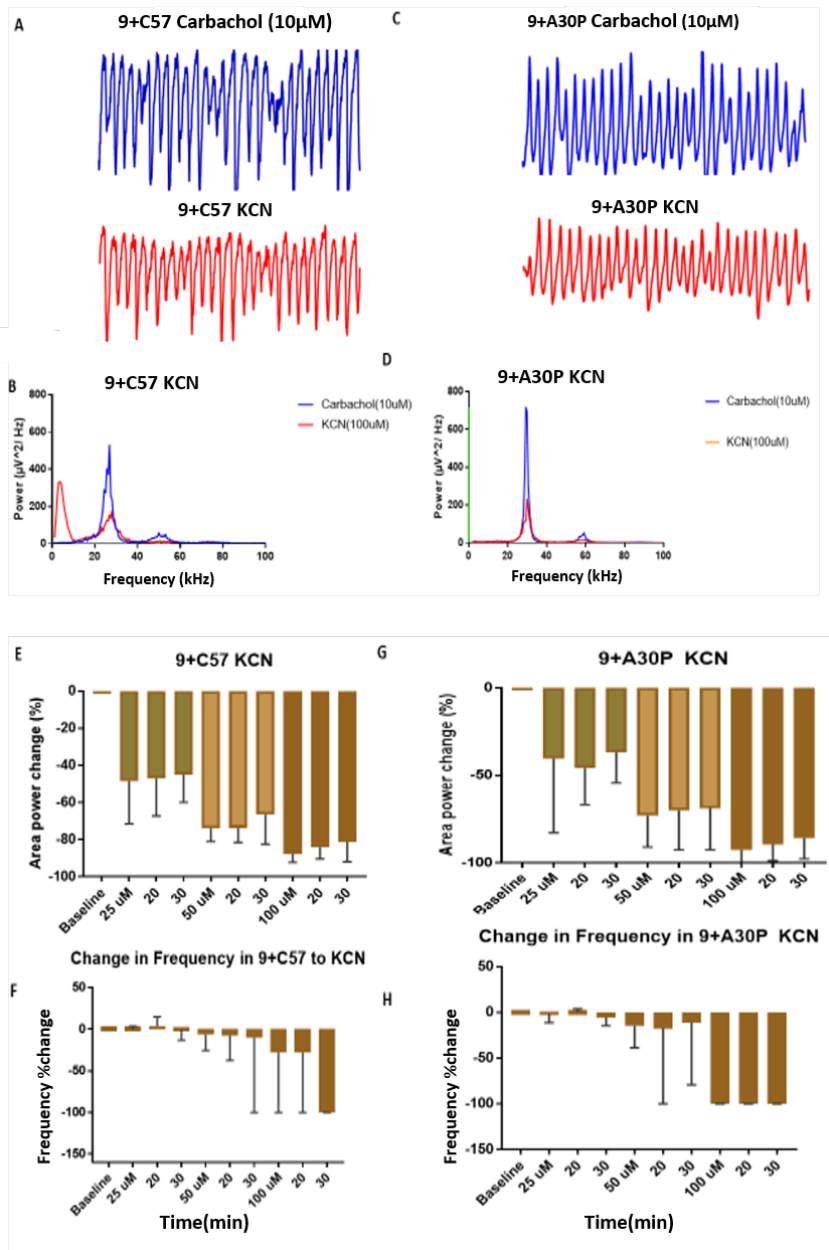 A
9+C57 Carbachol (10µM)
9+C57 KCN
C
9+A30P Carbachol (10µM)
9+A30P KCN
B
9+C57 KCN
800
600
400
200
0
Power (µV^2/ Hz)
0 20 40 60 80 100
Frequency (kHz)
Carbachol(10uM)
KCN(100uM)
D
9+A30P KCN
800
600
400
200
0
Power (µV^2/ Hz)
0 20 40 60 80 100
Frequency (kHz)
Carbachol(10uM)
KCN(100uM)
E
9+C57 KCN
0
-20
-40
-60
-80
-100
Area power change (%)
Baseline 25 uM 20 30 50 uM 20 30 100 uM 20 30
G
9+A30P KCN
0
-50
-100
Area power change (%)
Baseline 25 uM 20 30 50 uM 20 30 100 uM 20 30
F
Change in Frequency in 9+C57 to KCN
50
0
-50
-100
-150
Frequency %change
Baseline 25 uM 20 30 50 uM 20 30 100 uM 20 30
Time(min)
H
Change in Frequency in 9+A30P KCN
50
0
-50
-100
-150
Frequency %change
Baseline 25 uM 20 30 50 uM 20 30 100 uM 20 30
Time(min)